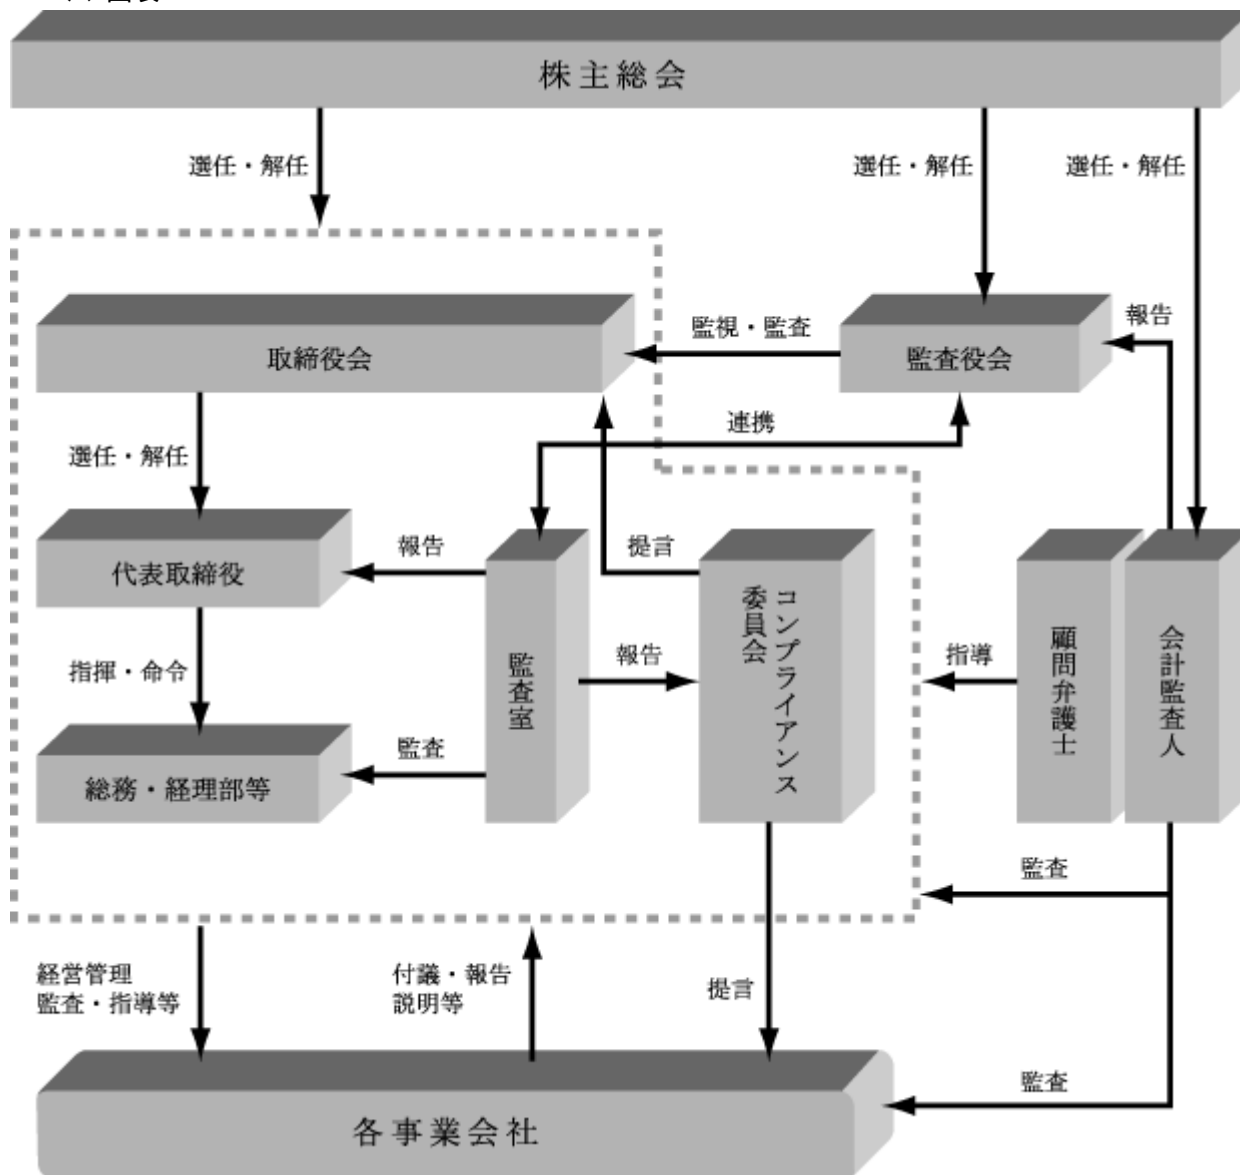 株主総会
選任・解任
選任・解任
選任・解任
取締役会
監視・監査
監査役会
報告
連携
選任・解任
代表取締役
報告
提言
指揮・命令
監査室
報告
コンプライアンス
委員会
指導
顧問弁護士
会計監査人
総務・経理部等
監査
監査
経営管理
監査・指導等
付議・報告
説明等
提言
監査
各事業会社